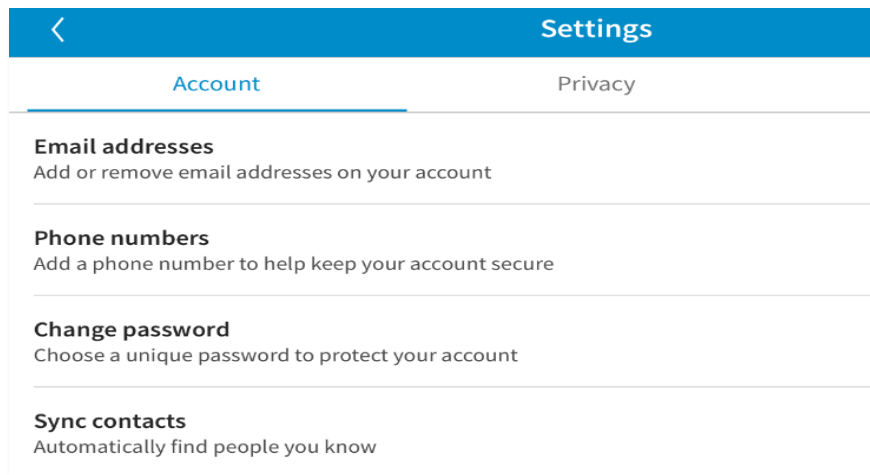 Settings
Account Privacy
Email addresses
Add or remove email addresses on your account
Phone numbers
Add a phone number to help keep your account secure
Change password
Choose a unique password to protect your account
Sync contacts
Automatically find people you know